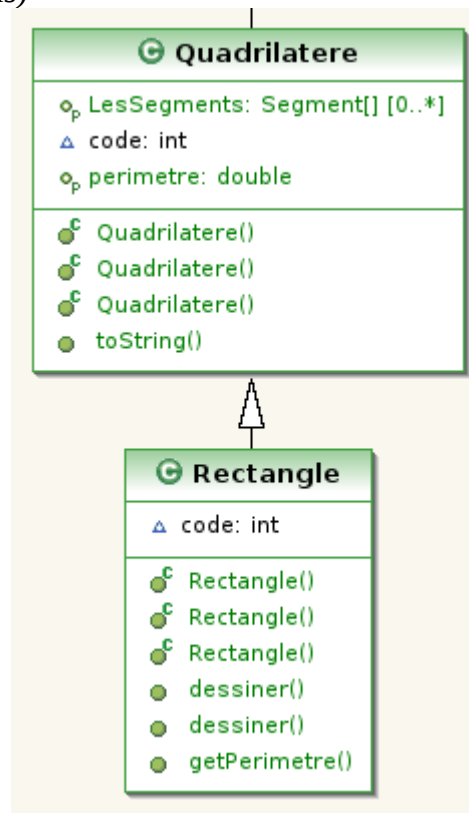 s)
Quadrilatere
LesSegments: Segment[] [0..*]
code: int
perimetre: double
Quadrilatere()
Quadrilatere()
Quadrilatere()
toString()
Rectangle
code: int
Rectangle()
Rectangle()
Rectangle()
dessiner()
dessiner()
getPerimetre()